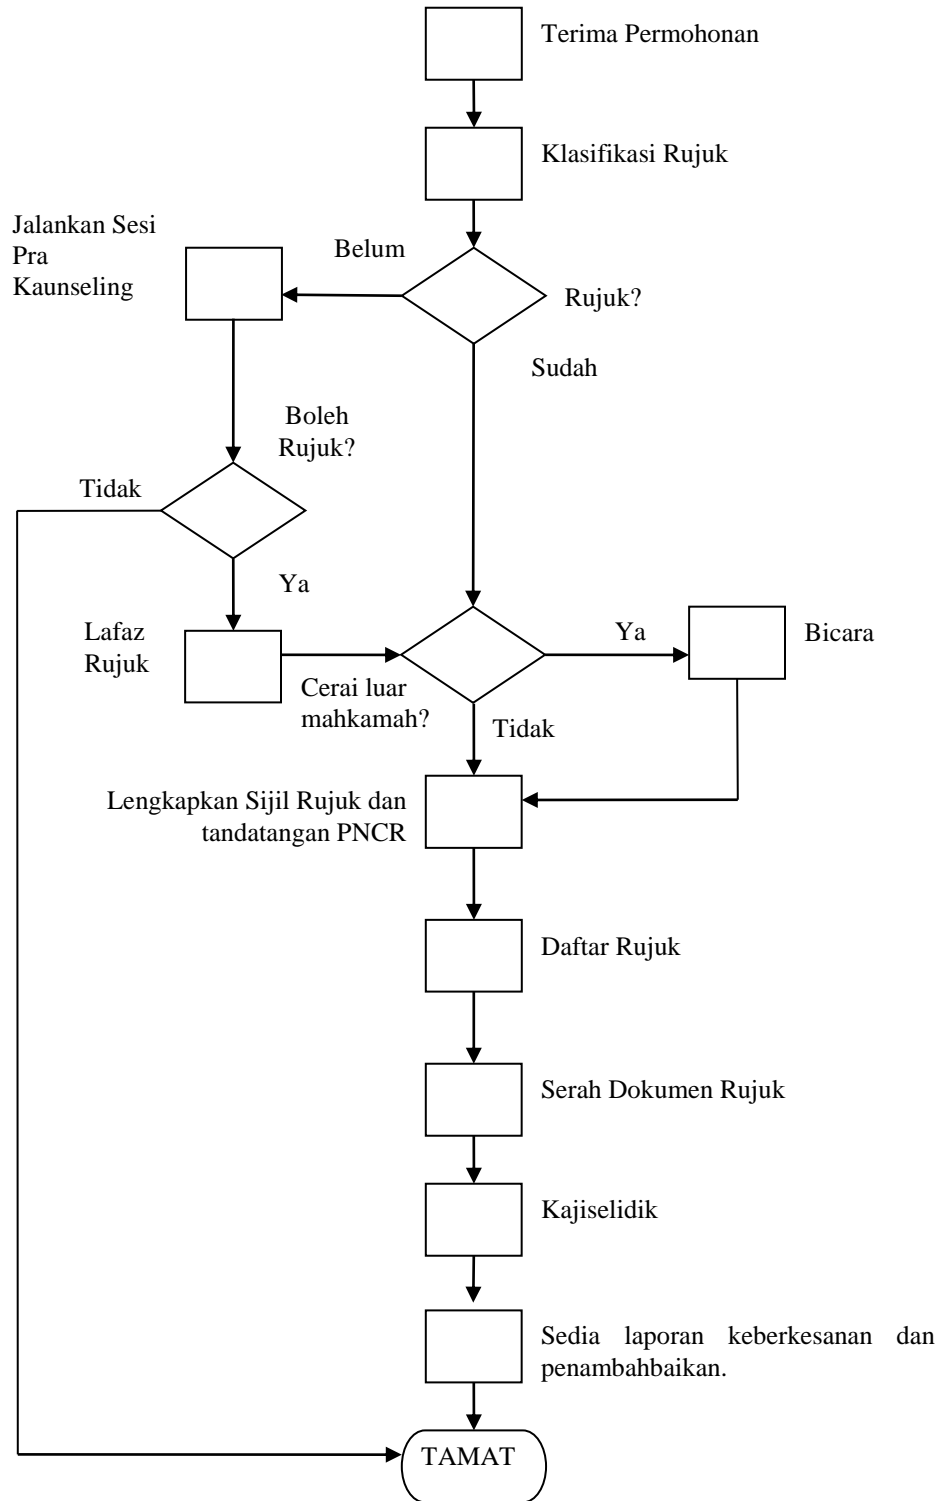 Terima Permohonan
Klasifikasi Rujuk
Jalankan Sesi
Pra
Kaunseling
Belum
Rujuk?
Sudah
Boleh
Rujuk?
Tidak
Ya
Lafaz
Rujuk
Cerai luar
mahkamah?
Ya
Bicara
Tidak
Lengkapkan Sijil Rujuk dan
tandatangan PNCR
Daftar Rujuk
Serah Dokumen Rujuk
Kajiselidik
Sedia laporan keberkesanan dan
penambahbaikan.
TAMAT